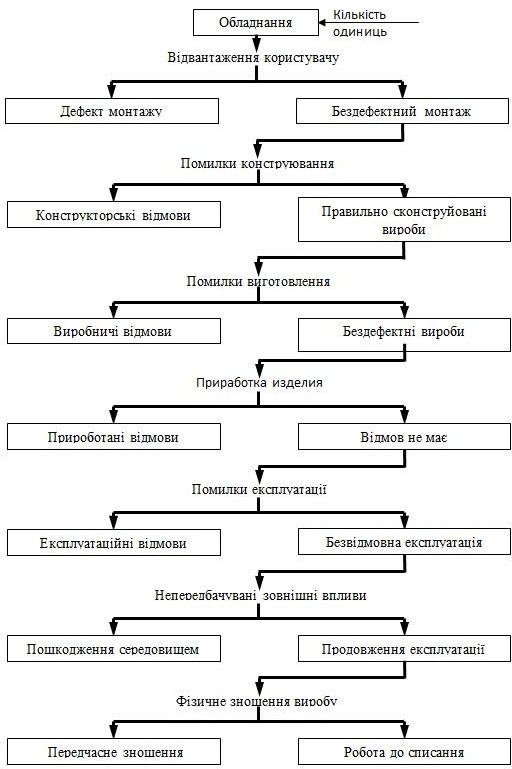 Обладнання
Кількість
одиниць
Відвантаження користувачу
Дефект монтажу
Бездефектний монтаж
Помилки конструювання
Конструкторські відмови
Правильно сконструйовані
вироби
Помилки виготовлення
Виробничі відмови
Бездефектні вироби
Приработка изделия
Прироботані відмови
Відмов не має
Помилки експлуатації
Експлуатаційні відмови
Безвідмовна експлуатація
Непередбачувані зовнішні впливи
Пошкодження середовищем
Продовження експлуатації
Фізичне зношення виробу
Передчасне зношення
Робота до списання